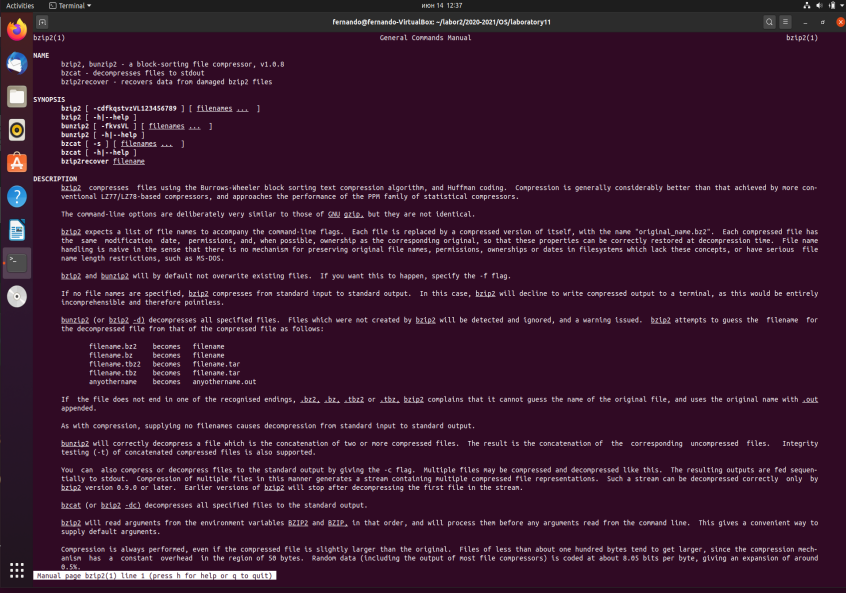 Activities Terminal июн 14 12:37
fernando@fernando-VirtualBox: ~/labor2/2020-2021/OS/laboratory11
bzip2(1) General Commands Manual bzip2(1)
NAME
bzip2, bunzip2 - a block-sorting file compressor, v1.0.8
bzcat - decompresses files to stdout
bzip2recover - recovers data from damaged bzip2 files
SYNOPSIS
bzip2 [ -cdfkqstvzVL123456789 ] [ filenames ... ]
bzip2 [ -h|--help ]
bunzip2 [ -fkvsVL ] [ filenames ... ]
bunzip2 [ -h|--help ]
bzcat [ -s ] [ filenames ... ]
bzcat [ -h|--help ]
bzip2recover filename
DESCRIPTION
bzip2 compresses files using the Burrows-Wheeler block sorting text compression algorithm, and Huffman coding. Compression is generally considerably better than that achieved by more con-
ventional LZ77/LZ78-based compressors, and approaches the performance of the PPM family of statistical compressors.
The command-line options are deliberately very similar to those of GNU gzip, but they are not identical.
bzip2 expects a list of file names to accompany the command-line flags. Each file is replaced by a compressed version of itself, with the name "original_name.bz2". Each compressed file has
the same modification date, permissions, and, when possible, ownership as the corresponding original, so that these properties can be correctly restored at decompression time. File name
handling is naive in the sense that there is no mechanism for preserving original file names, permissions, ownerships or dates in filesystems which lack these concepts, or have serious file
name length restrictions, such as MS-DOS.
bzip2 and bunzip2 will by default not overwrite existing files. If you want this to happen, specify the -f flag.
If no file names are specified, bzip2 compresses from standard input to standard output. In this case, bzip2 will decline to write compressed output to a terminal, as this would be entirely
incomprehensible and therefore pointless.
bunzip2 (or bzip2 -d) decompresses all specified files. Files which were not created by bzip2 will be detected and ignored, and a warning issued. bzip2 attempts to guess the filename for
the decompressed file from that of the compressed file as follows:
filename.bz2 becomes filename
filename.bz becomes filename
filename.tbz2 becomes filename.tar
filename.tbz becomes filename.tar
anyothername becomes anyothername.out
If the file does not end in one of the recognised endings, .bz2, .bz, .tbz2 or .tbz, bzip2 complains that it cannot guess the name of the original file, and uses the original name with .out
appended.
As with compression, supplying no filenames causes decompression from standard input to standard output.
bunzip2 will correctly decompress a file which is the concatenation of two or more compressed files. The result is the concatenation of the corresponding uncompressed files. Integrity
testing (-t) of concatenated compressed files is also supported.
You can also compress or decompress files to the standard output by giving the -c flag. Multiple files may be compressed and decompressed like this. The resulting outputs are fed sequen-
tially to stdout. Compression of multiple files in this manner generates a stream containing multiple compressed file representations. Such a stream can be decompressed correctly only by
bzip2 version 0.9.0 or later. Earlier versions of bzip2 will stop after decompressing the first file in the stream.
bzcat (or bzip2 -dc) decompresses all specified files to the standard output.
bzip2 will read arguments from the environment variables BZIP2 and BZIP, in that order, and will process them before any arguments read from the command line. This gives a convenient way to
supply default arguments.
Compression is always performed, even if the compressed file is slightly larger than the original. Files of less than about one hundred bytes tend to get larger, since the compression mech-
anism has a constant overhead in the region of 50 bytes. Random data (including the output of most file compressors) is coded at about 8.05 bits per byte, giving an expansion of around
0.5%.
Manual page bzip2(1) line 1 (press h for help or q to quit)